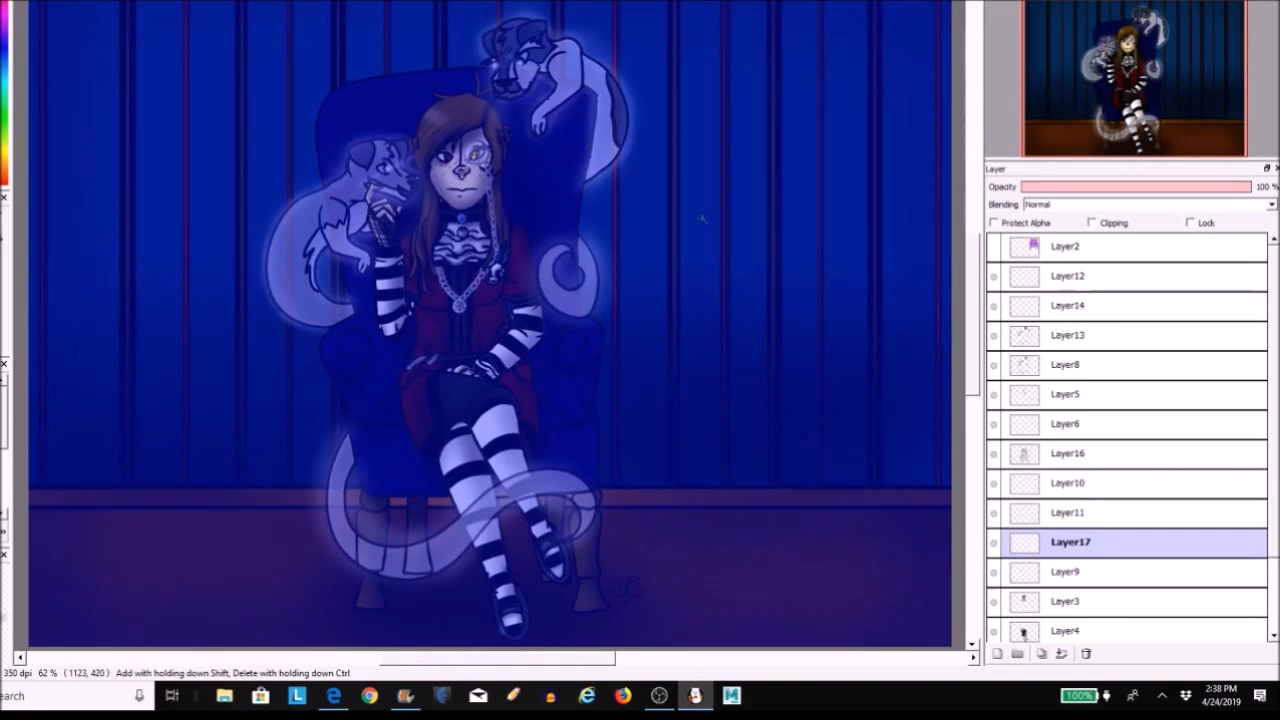 Layer
Opacity 100 %
Blending Normal
Protect Alpha Clipping Lock
Layer2
Layer12
Layer14
Layer13
Layer8
Layer5
Layer6
Layer16
Layer10
Layer11
Layer17
Layer9
Layer3
Layer4
350 dpi 62 % ( 1123, 420 ) Add with holding down Shift, Delete with holding down Ctrl
earch
100%
2:38 PM
4/24/2019